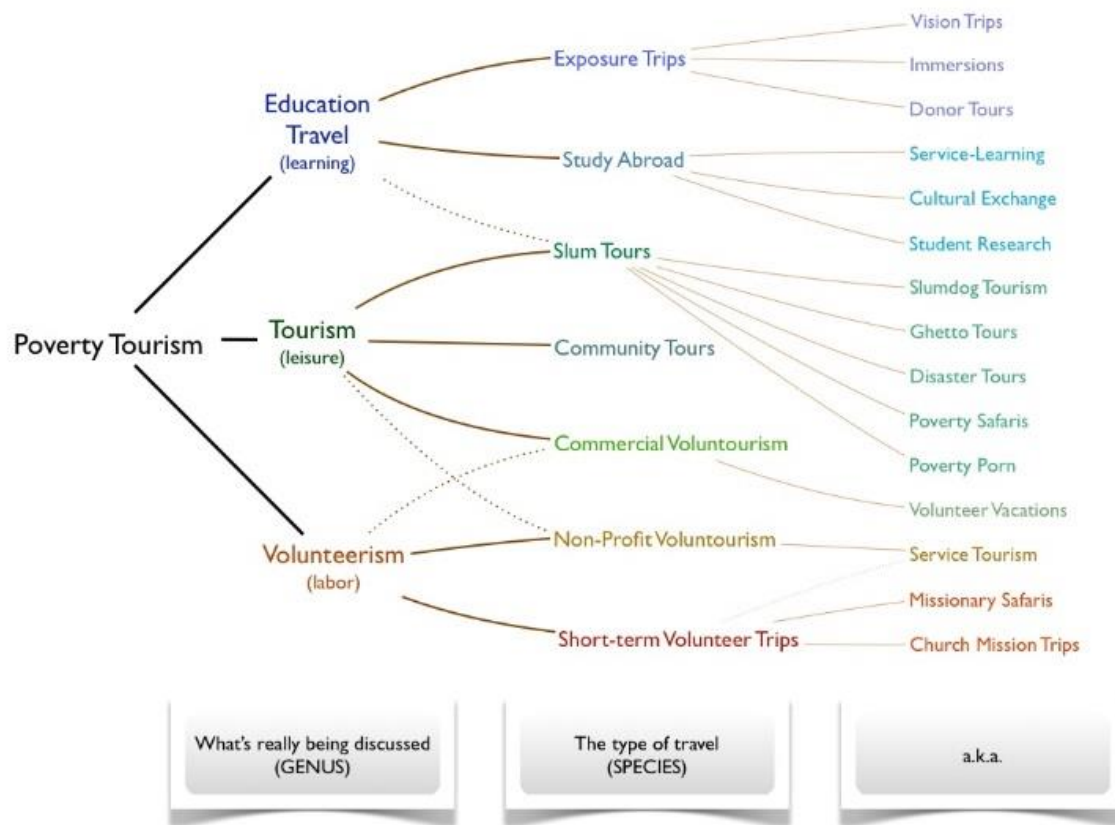 Poverty Tourism
Education
Travel
(learning)
Tourism
(leisure)
Volunteerism
(labor)
Exposure Trips
Study Abroad
Slum Tours
Community Tours
Commercial Voluntourism
Non-Profit Voluntourism
Short-term Volunteer Trips
Vision Trips
Immersions
Donor Tours
Service-Learning
Cultural Exchange
Student Research
Slumdog Tourism
Ghetto Tours
Disaster Tours
Poverty Safaris
Poverty Porn
Volunteer Vacations
Service Tourism
Missionary Safaris
Church Mission Trips
What's really being discussed
(GENUS)
The type of travel
(SPECIES)
a.k.a.